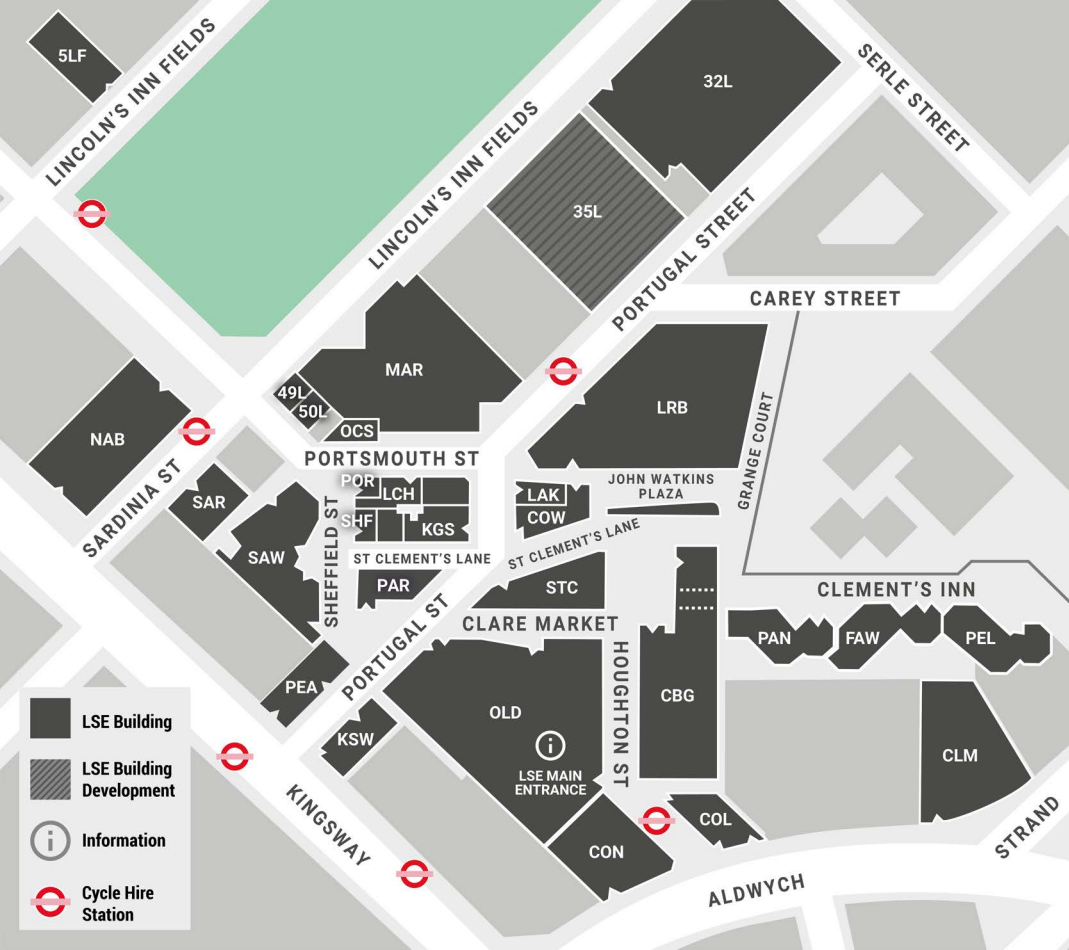 5LF
LINCOLN'S INN FIELDS
32L
SERLE STREET
LINCOLN'S INN FIELDS
35L
PORTUGAL STREET
CAREY STREET
MAR
49L
50L
OCS
LRB
GRANGE COURT
NAB
PORTSMOUTH ST
SARDINIA ST
SAR
POR
LCH
SHF
KGS
LAK
COW
JOHN WATKINS
PLAZA
SAW
SHEFFIELD ST
ST CLEMENT'S LANE
ST CLEMENT'S LANE
PAR
STC
CLEMENT'S INN
PORTUGAL ST
CLARE MARKET
PAN
FAW
PEL
HOUGHTON ST
PEA
CBG
OLD
KSW
i
LSE MAIN
ENTRANCE
CLM
COL
CON
KINGSWAY
ALDWYCH
STRAND
LSE Building
LSE Building
Development
i
Information
Cycle Hire
Station